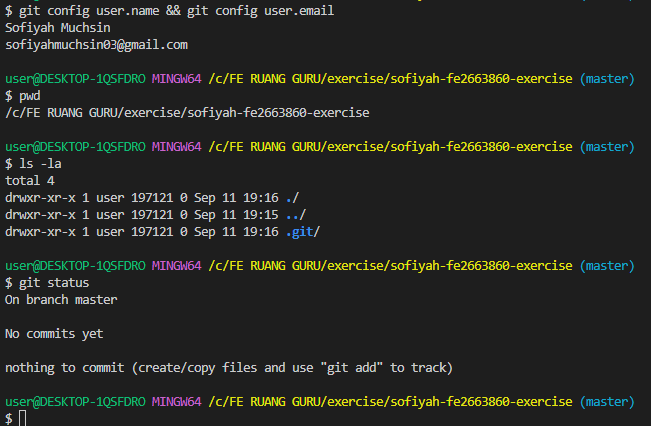 $ git config user.name && git config user.email
Sofiyah Muchsin
sofiyahmuchsin03@gmail.com
user@DESKTOP-1QSFDRO MINGW64 /c/FE RUANG GURU/exercise/sofiyah-fe2663860-exercise (master)
$ pwd
/c/FE RUANG GURU/exercise/sofiyah-fe2663860-exercise
user@DESKTOP-1QSFDRO MINGW64 /c/FE RUANG GURU/exercise/sofiyah-fe2663860-exercise (master)
$ ls -la
total 4
drwxr-xr-x 1 user 197121 0 Sep 11 19:16 ./
drwxr-xr-x 1 user 197121 0 Sep 11 19:15 ../
drwxr-xr-x 1 user 197121 0 Sep 11 19:16 .git/
user@DESKTOP-1QSFDRO MINGW64 /c/FE RUANG GURU/exercise/sofiyah-fe2663860-exercise (master)
$ git status
On branch master
No commits yet
nothing to commit (create/copy files and use "git add" to track)
user@DESKTOP-1QSFDRO MINGW64 /c/FE RUANG GURU/exercise/sofiyah-fe2663860-exercise (master)
$